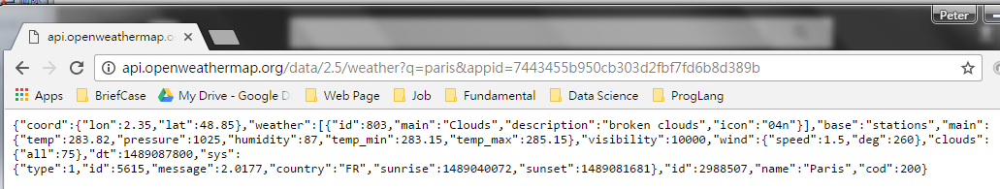 Peter
api.openweathermap.o
api.openweathermap.org/data/2.5/weather?q=paris&appid=7443455b950cb303d2fbf7fd6b8d389b
Apps BriefCase My Drive - Google D Web Page Job Fundamental Data Science ProgLang
{"coord":{"lon":2.35,"lat":48.85},"weather":[{"id":803,"main":"Clouds","description":"broken clouds","icon":"04n"}],"base":"stations","main":
{"temp":283.82,"pressure":1025,"humidity":87,"temp_min":283.15,"temp_max":285.15},"visibility":10000,"wind":{"speed":1.5,"deg":260},"clouds":
{"all":75},"dt":1489087800,"sys":
{"type":1,"id":5615,"message":2.0177,"country":"FR","sunrise":1489040072,"sunset":1489081681},"id":2988507,"name":"Paris","cod":200}